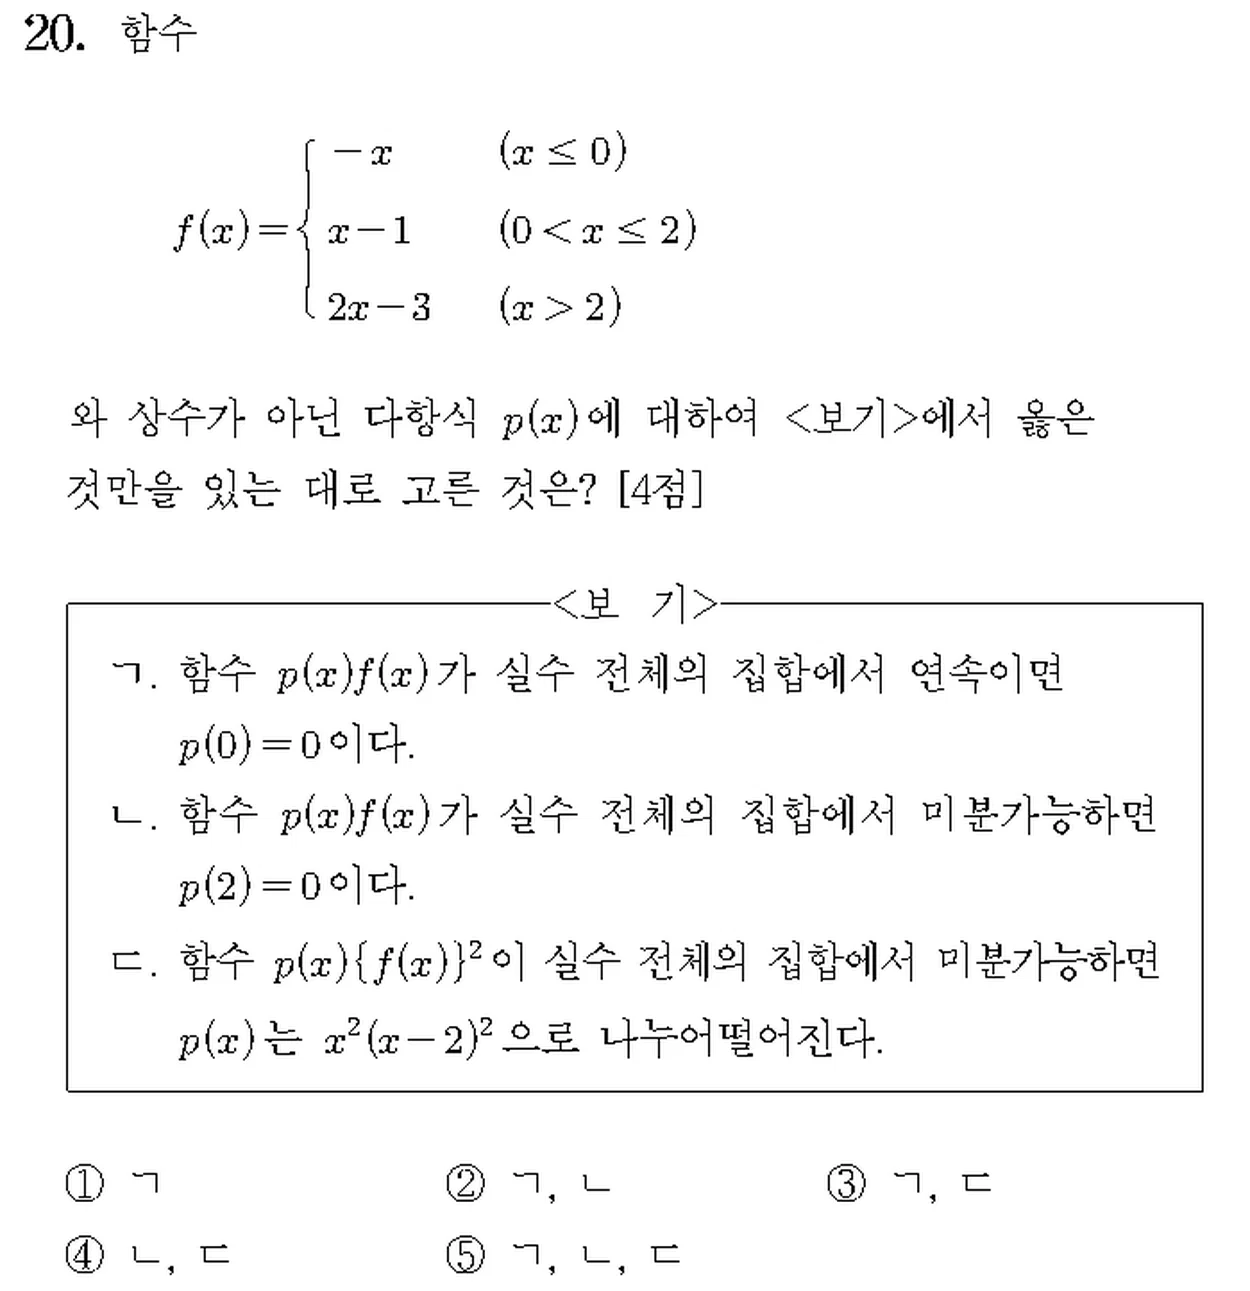 20. 함수
f(x) = { -x (x ≤ 0)
x-1 (0 < x ≤ 2)
2x-3 (x > 2)
와 상수가 아닌 다항식 p(x)에 대하여 <보기>에서 옳은
것만을 있는 대로 고른 것은? [4점]
<보 기>
ㄱ. 함수 p(x)f(x)가 실수 전체의 집합에서 연속이면
p(0)=0이다.
ㄴ. 함수 p(x)f(x)가 실수 전체의 집합에서 미분가능하면
p(2)=0이다.
ㄷ. 함수 p(x){f(x)}²이 실수 전체의 집합에서 미분가능하면
p(x)는 x²(x-2)²으로 나누어떨어진다.
① ㄱ ② ㄱ, ㄴ ③ ㄱ, ㄷ
④ ㄴ, ㄷ ⑤ ㄱ, ㄴ, ㄷ